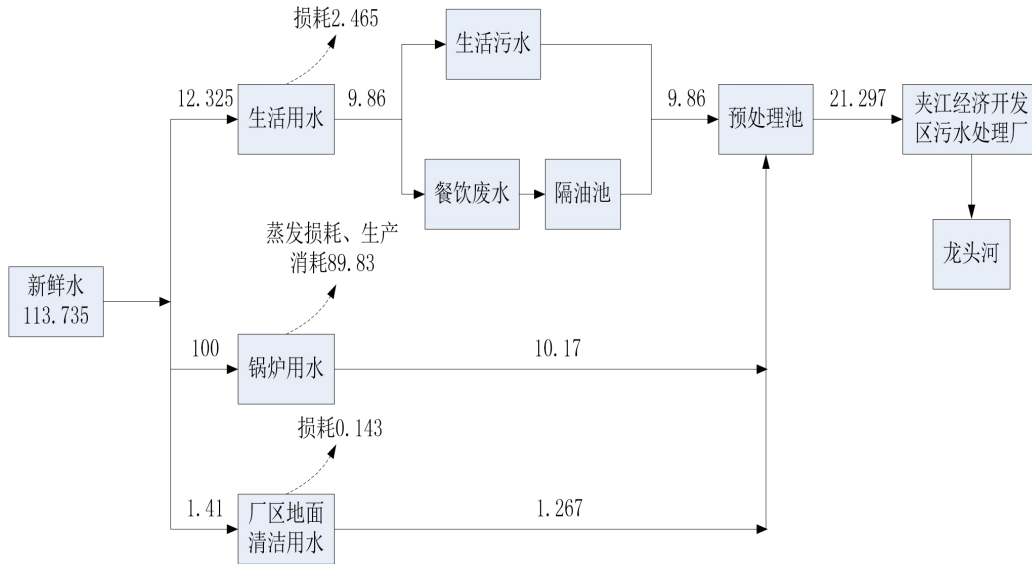 损耗2.465
生活污水
12.325
生活用水
9.86
9.86
预处理池
21.297
夹江经济开发
区污水处理厂
餐饮废水
隔油池
蒸发损耗、生产
消耗89.83
龙头河
新鲜水
113.735
100
锅炉用水
10.17
损耗0.143
1.41
厂区地面
清洁用水
1.267